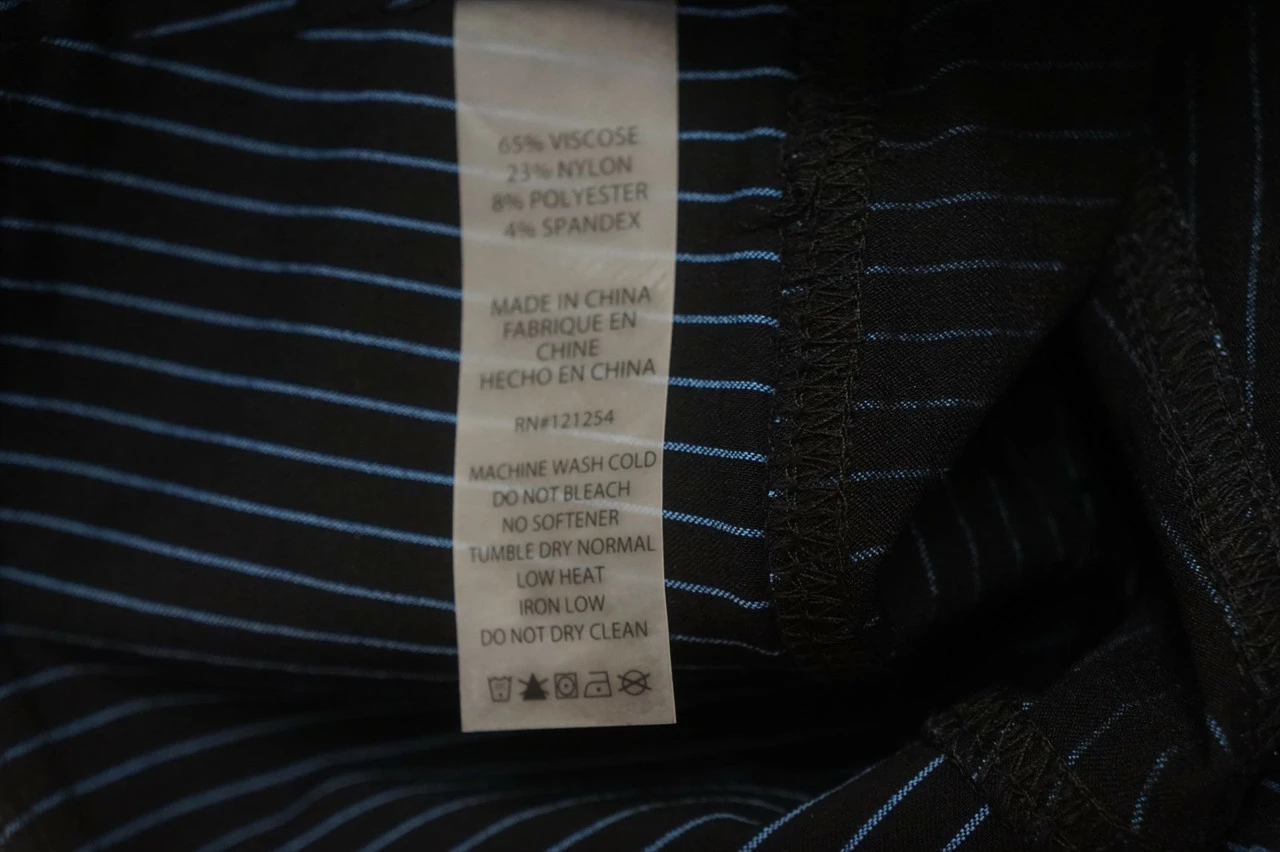 65% VISCOSE
23% NYLON
8% POLYESTER
4% SPANDEX
MADE IN CHINA
FABRIQUE EN
CHINE
HECHO EN CHINA
RN#121254
MACHINE WASH COLD
DO NOT BLEACH
NO SOFTENER
TUMBLE DRY NORMAL
LOW HEAT
IRON LOW
DO NOT DRY CLEAN